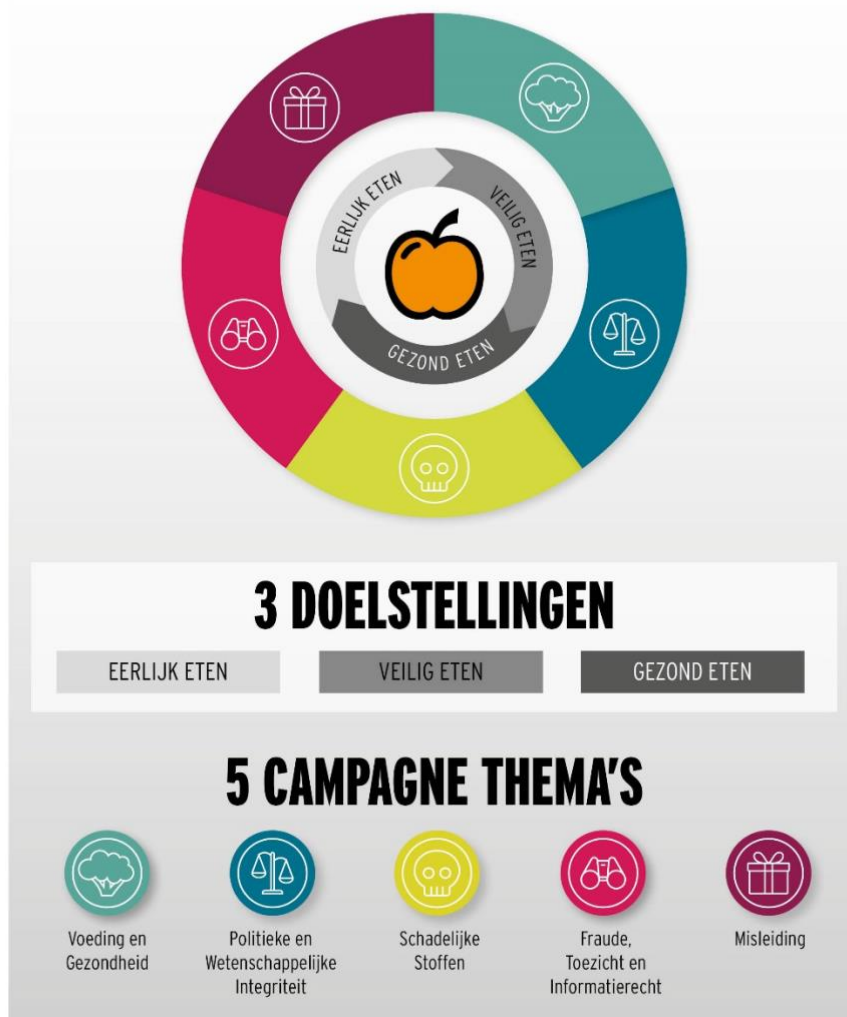 EERLIJK ETEN
VEILIG ETEN
GEZOND ETEN
3 DOELSTELLINGEN
EERLIJK ETEN
VEILIG ETEN
GEZOND ETEN
5 CAMPAGNE THEMA'S
Voeding en
Gezondheid
Politieke en
Wetenschappelijke
Integriteit
Schadelijke
Stoffen
Fraude,
Toezicht en
Informatierecht
Misleiding